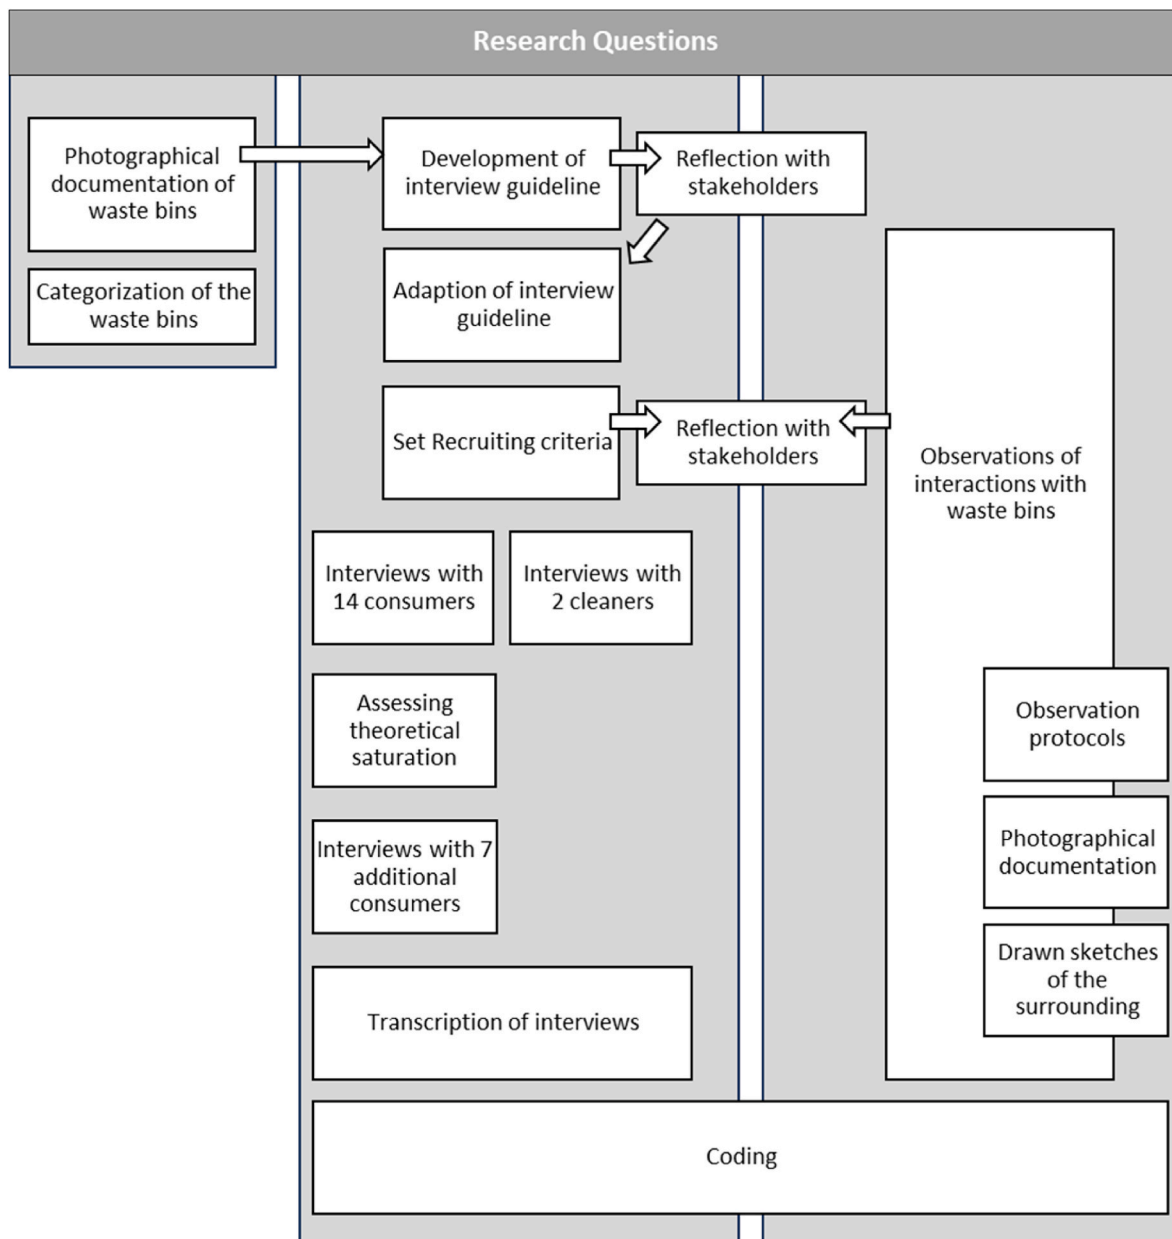 Research Questions
Photographical
documentation of
waste bins
Categorization of the
waste bins
Development of
interview guideline
Reflection with
stakeholders
Adaption of interview
guideline
Set Recruiting criteria
Reflection with
stakeholders
Observations of
interactions with
waste bins
Interviews with
14 consumers
Interviews with
2 cleaners
Assessing
theoretical
saturation
Interviews with 7
additional
consumers
Transcription of interviews
Observation
protocols
Photographical
documentation
Drawn sketches
of the
surrounding
Coding